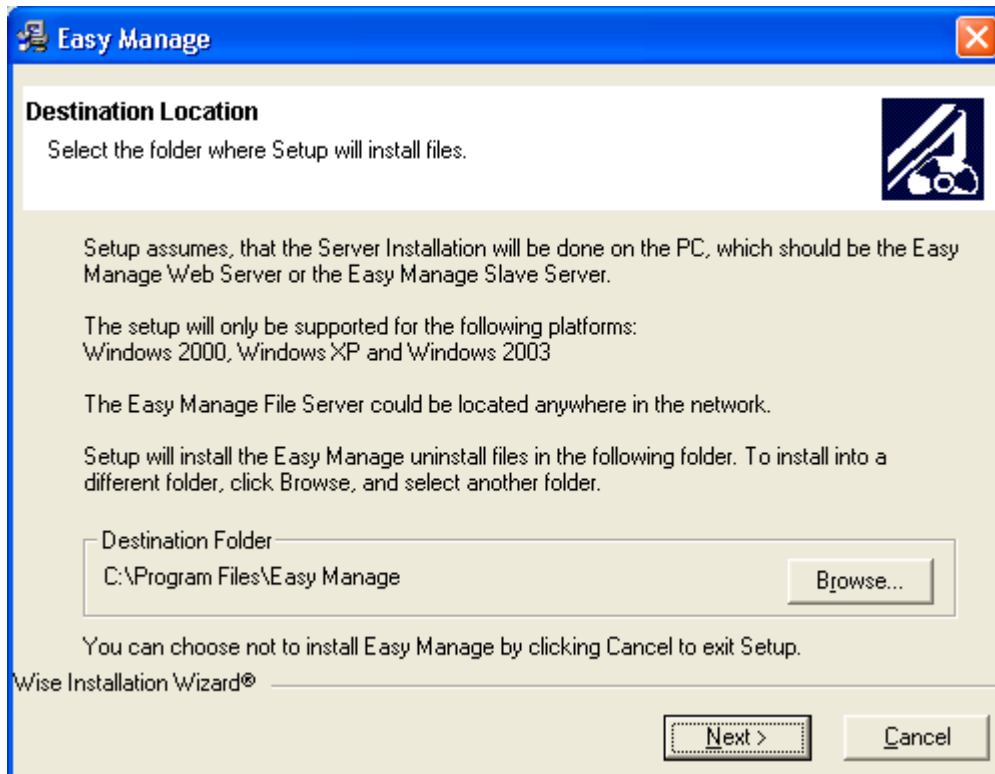 Easy Manage
Destination Location
Select the folder where Setup will install files.
Setup assumes, that the Server Installation will be done on the PC, which should be the Easy
Manage Web Server or the Easy Manage Slave Server.
The setup will only be supported for the following platforms:
Windows 2000, Windows XP and Windows 2003
The Easy Manage File Server could be located anywhere in the network.
Setup will install the Easy Manage uninstall files in the following folder. To install into a
different folder, click Browse, and select another folder.
Destination Folder
C:\Program Files\Easy Manage
Browse...
You can choose not to install Easy Manage by clicking Cancel to exit Setup.
Wise Installation Wizard®
Next >
Cancel